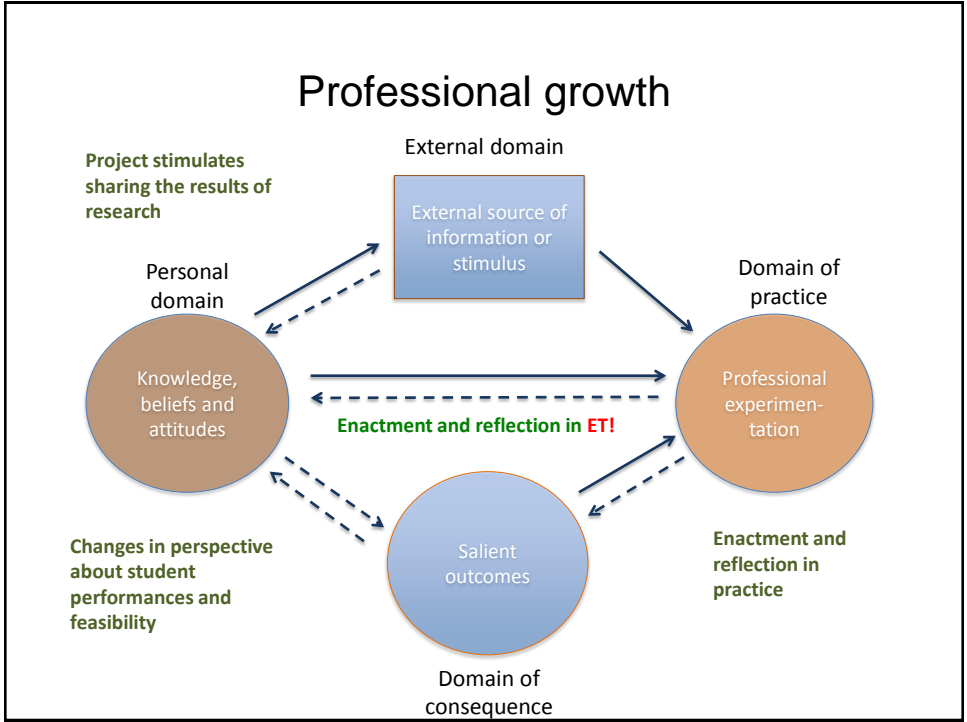 Professional growth
External domain
Project stimulates
sharing the results of
research
External source of
information or
stimulus
Personal
domain
Domain of
practice
Knowledge,
beliefs and
attitudes
Professional
experimen-
tation
Enactment and reflection in ET!
Changes in perspective
about student
performances and
feasibility
Salient
outcomes
Enactment and
reflection in
practice
Domain of
consequence